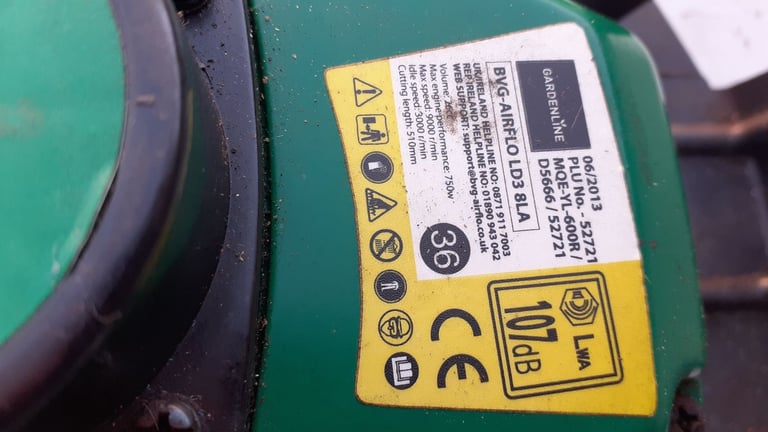 GARDENLINE
06/2013
PLU No. - 52721
MQE-YL-600R /
D5666 / 52721
BVG-AIRFLO LD3 8LA
UK/IRELAND HELPLINE NO: 0871 911 7003
REP. IRELAND HELPLINE NO: 01890 943 042
WEB SUPPORT: support@bvg-airflo.co.uk
Volume:
Max engine performance: 750w
Max speed: 9000 r/min
idle speed: 3000 r/min
Cutting length: 510mm
36
CE
LWA
107dB